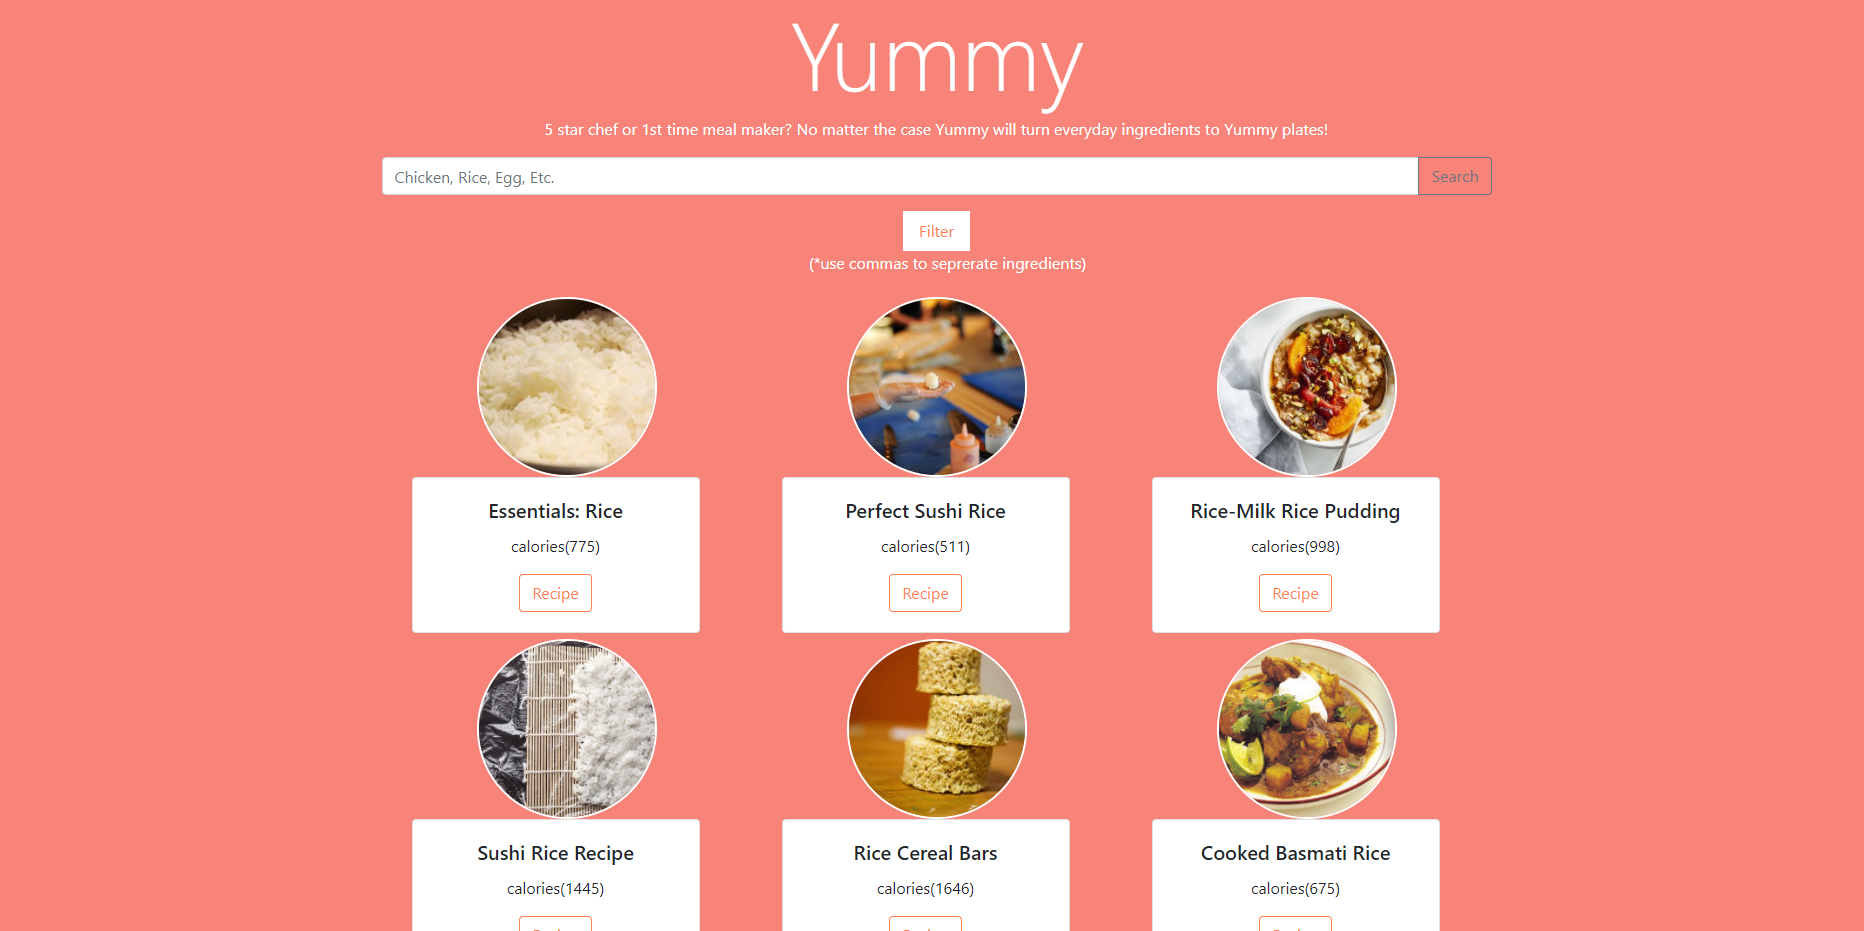 Yummy
5 star chef or 1st time meal maker? No matter the case Yummy will turn everyday ingredients to Yummy plates!
Chicken, Rice, Egg, Etc.
Search
Filter
(*use commas to seprerate ingredients)
Essentials: Rice
calories(775)
Recipe
Perfect Sushi Rice
calories(511)
Recipe
Rice-Milk Rice Pudding
calories(998)
Recipe
Sushi Rice Recipe
calories(1445)
Rice Cereal Bars
calories(1646)
Cooked Basmati Rice
calories(675)